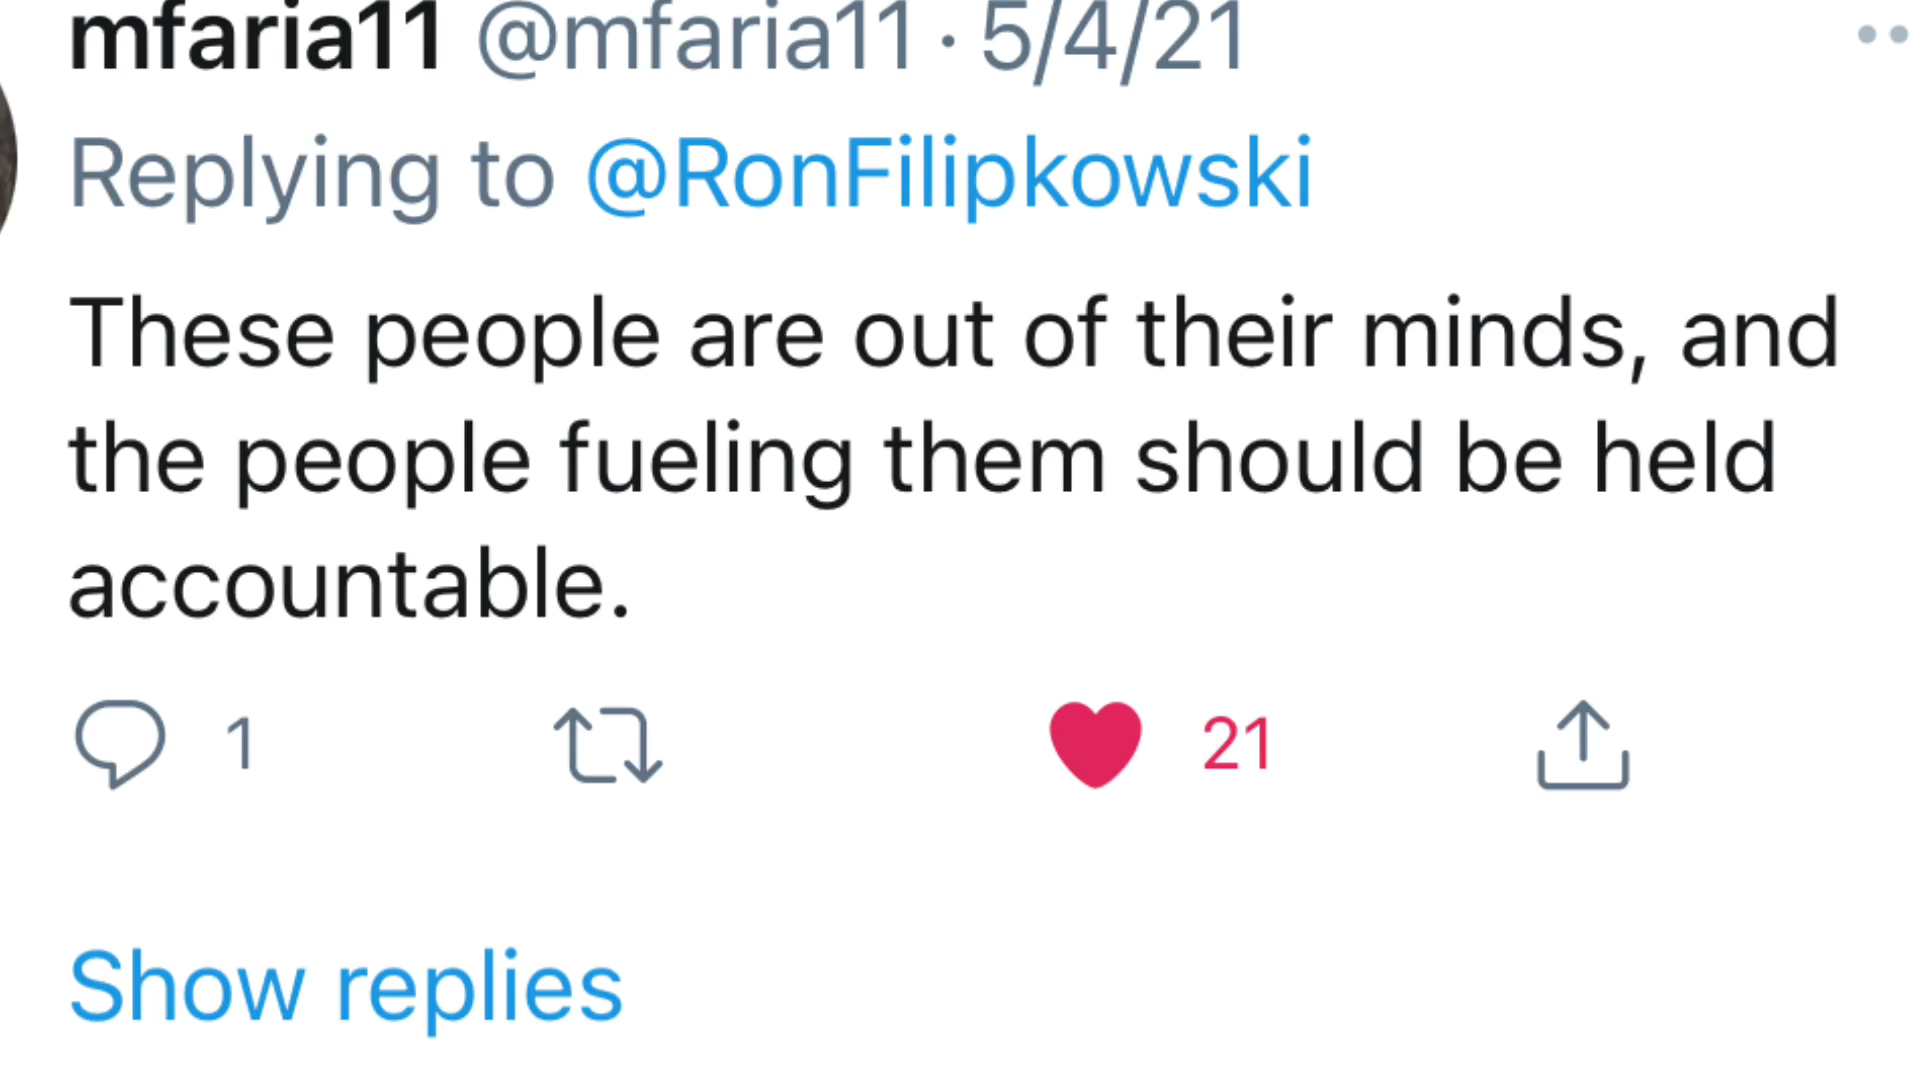 mfaria11 @mfaria11 · 5/4/21
Replying to @RonFilipkowski
These people are out of their minds, and
the people fueling them should be held
accountable.
1 21
Show replies